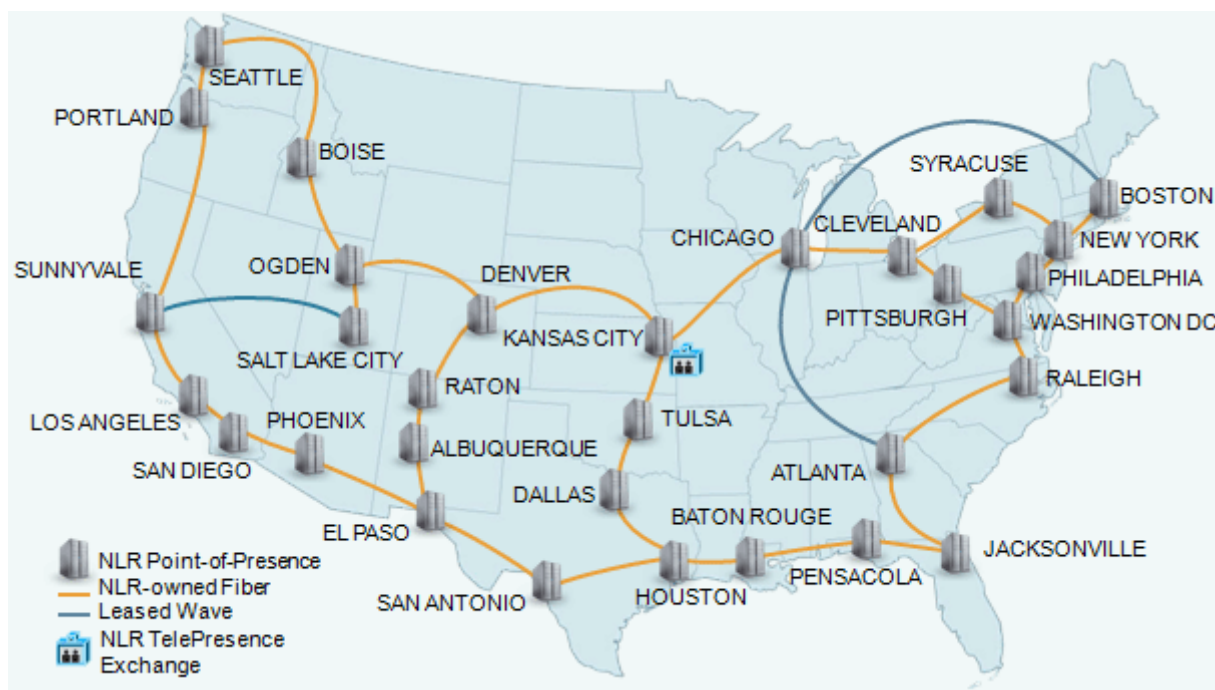 SEATTLE
PORTLAND
BOISE
SYRACUSE
BOSTON
CLEVELAND
CHICAGO
NEW YORK
OGDEN
DENVER
SUNNYVALE
PHILADELPHIA
PITTSBURGH
WASHINGTON DC
KANSAS CITY
SALT LAKE CITY
RALEIGH
RATON
LOS ANGELES
PHOENIX
TULSA
ALBUQUERQUE
SAN DIEGO
ATLANTA
DALLAS
BATON ROUGE
EL PASO
JACKSONVILLE
PENSACOLA
SAN ANTONIO
HOUSTON
NLR Point-of-Presence
NLR-owned Fiber
Leased Wave
NLR TelePresence
Exchange